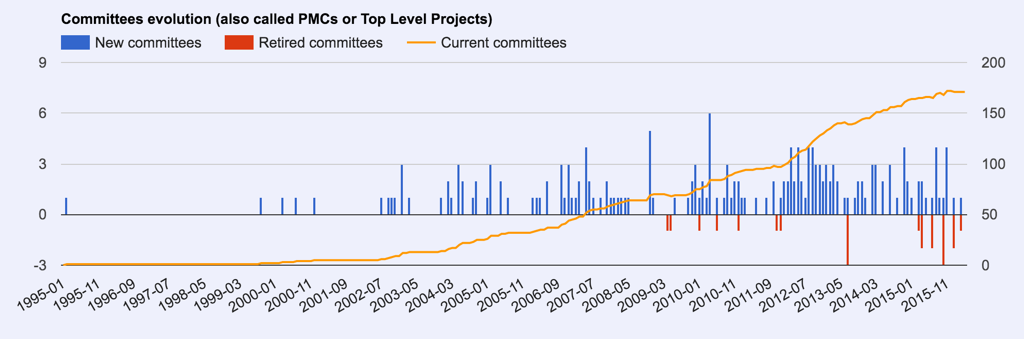 Committees evolution (also called PMCs or Top Level Projects)
New committees Retired committees Current committees
9 200
6 150
3 100
0 50
-3 0
1995-01 1995-11 1996-09 1997-07 1998-05 1999-03 2000-01 2000-11 2001-09 2002-07 2003-05 2004-03 2005-01 2005-11 2006-09 2007-07 2008-05 2009-03 2010-01 2010-11 2011-09 2012-07 2013-05 2014-03 2015-01 2015-11